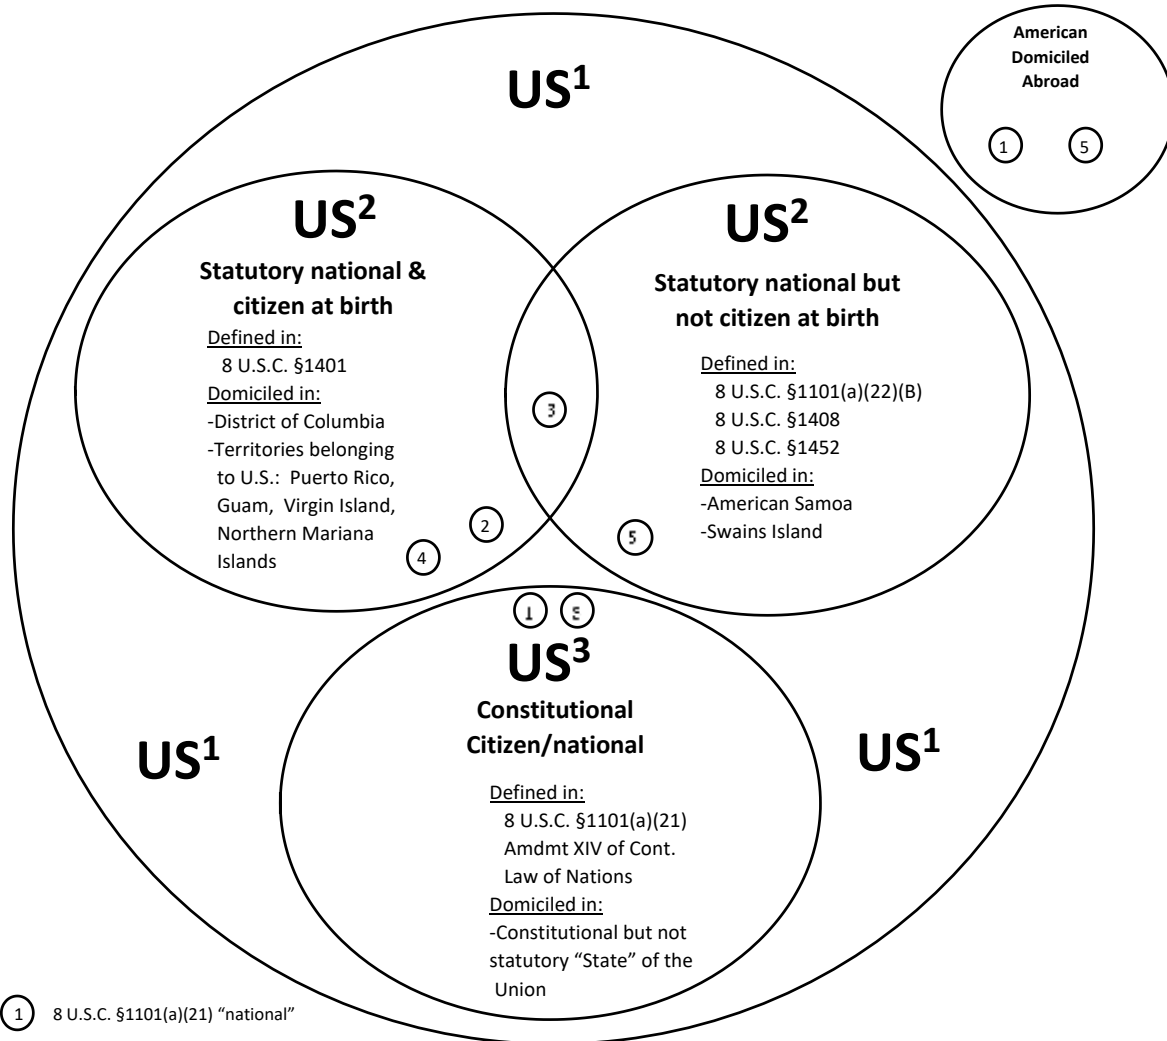 American
Domiciled
Abroad
1 5
US¹
US²
Statutory national &
citizen at birth
Defined in:
8 U.S.C. §1401
Domiciled in:
-District of Columbia
-Territories belonging
to U.S.: Puerto Rico,
Guam, Virgin Island,
Northern Mariana
Islands
2
4
3
US²
Statutory national but
not citizen at birth
Defined in:
8 U.S.C. §1101(a)(22)(B)
8 U.S.C. §1408
8 U.S.C. §1452
Domiciled in:
-American Samoa
-Swains Island
5
1
US³
Constitutional
Citizen/national
Defined in:
8 U.S.C. §1101(a)(21)
Amdmt XIV of Cont.
Law of Nations
Domiciled in:
-Constitutional but not
statutory “State” of the
Union
US¹
US¹
1 8 U.S.C. §1101(a)(21) “national”